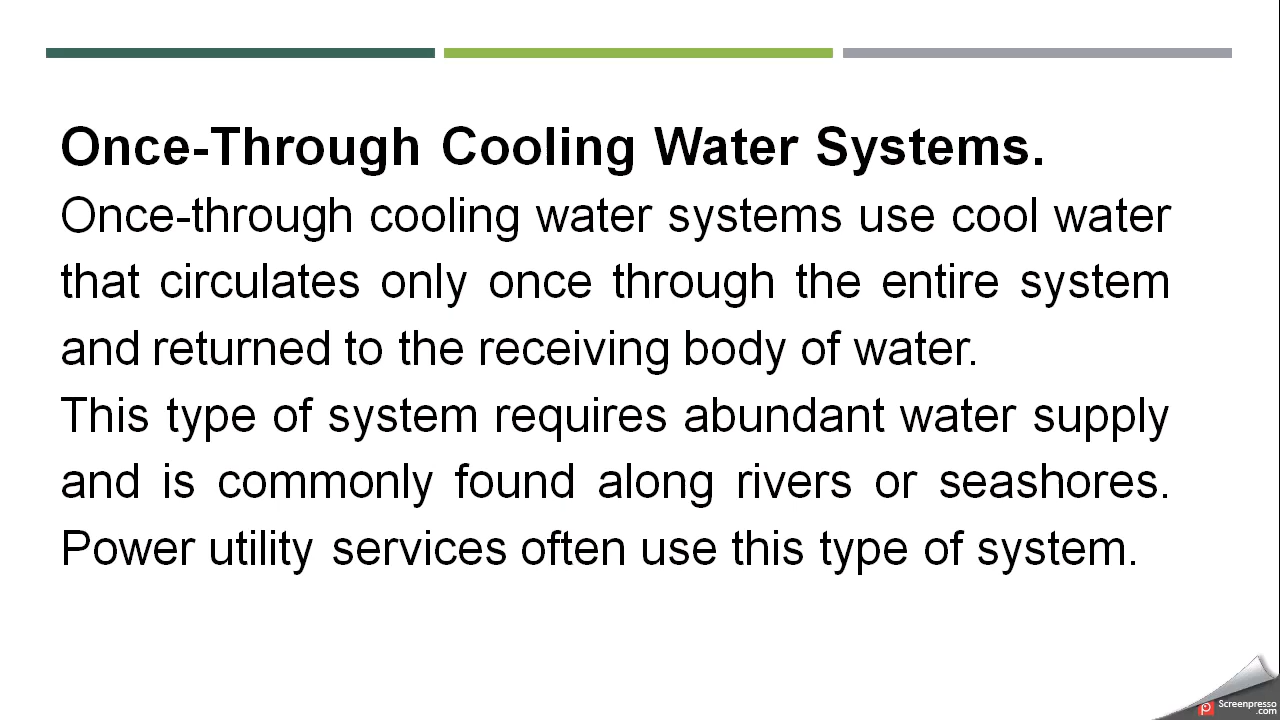 Once-Through Cooling Water Systems.
Once-through cooling water systems use cool water
that circulates only once through the entire system
and returned to the receiving body of water.
This type of system requires abundant water supply
and is commonly found along rivers or seashores.
Power utility services often use this type of system.
Screenpresso
.com